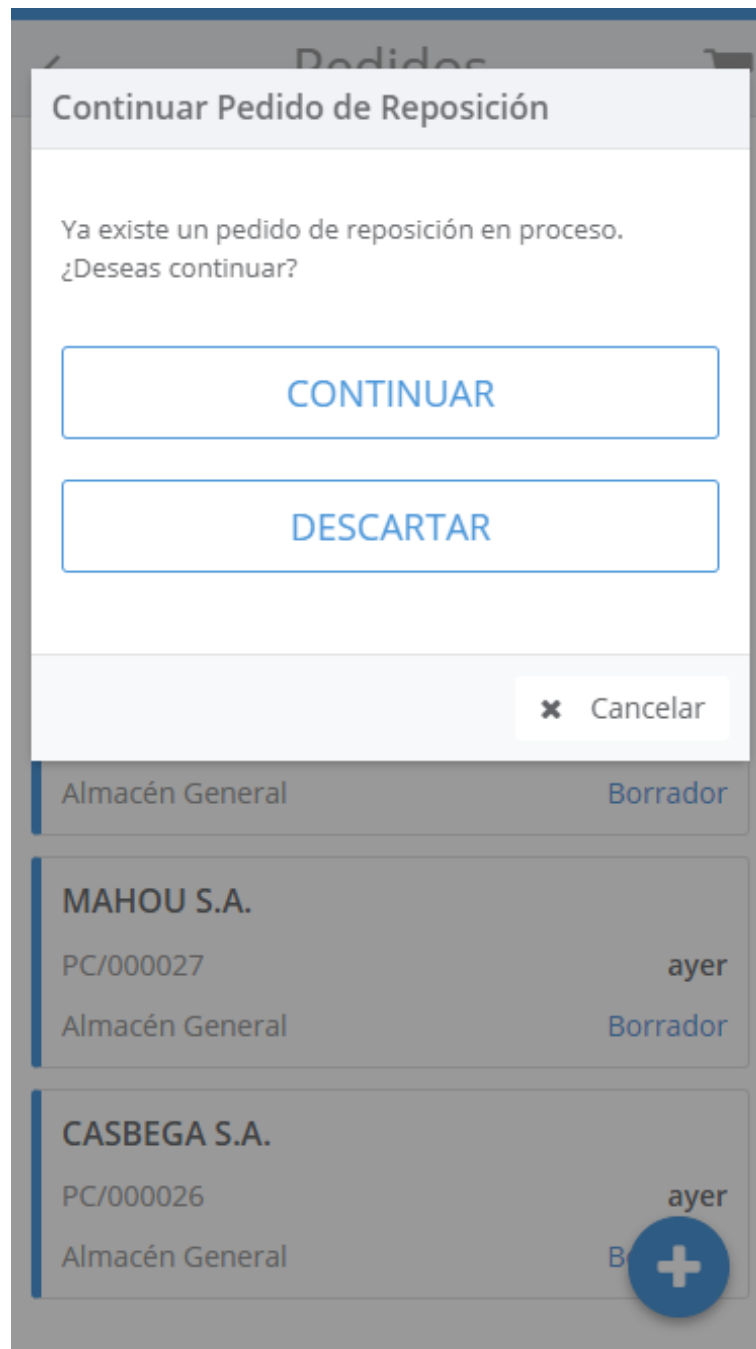 Pedidos
Continuar Pedido de Reposición
Ya existe un pedido de reposición en proceso.
¿Deseas continuar?
CONTINUAR
DESCARTAR
Cancelar
Almacén General Borrador
MAHOU S.A.
PC/000027 ayer
Almacén General Borrador
CASBEGA S.A.
PC/000026 ayer
Almacén General